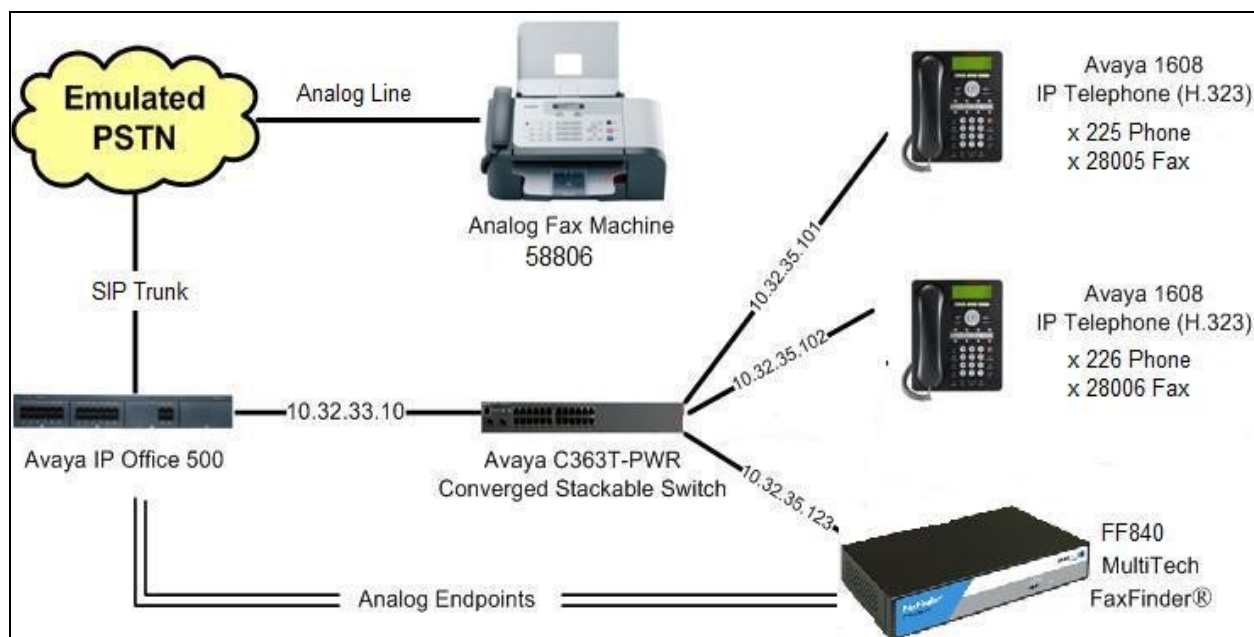 Emulated
PSTN
Analog Line
Analog Fax Machine
58806
SIP Trunk
Avaya IP Office 500
10.32.33.10
Avaya C363T-PWR
Converged Stackable Switch
10.32.35.101
10.32.35.102
10.32.35.123
Avaya 1608
IP Telephone (H.323)
x 225 Phone
x 28005 Fax
Avaya 1608
IP Telephone (H.323)
x 226 Phone
x 28006 Fax
FaxFinder
FF840
MultiTech
FaxFinder®
Analog Endpoints